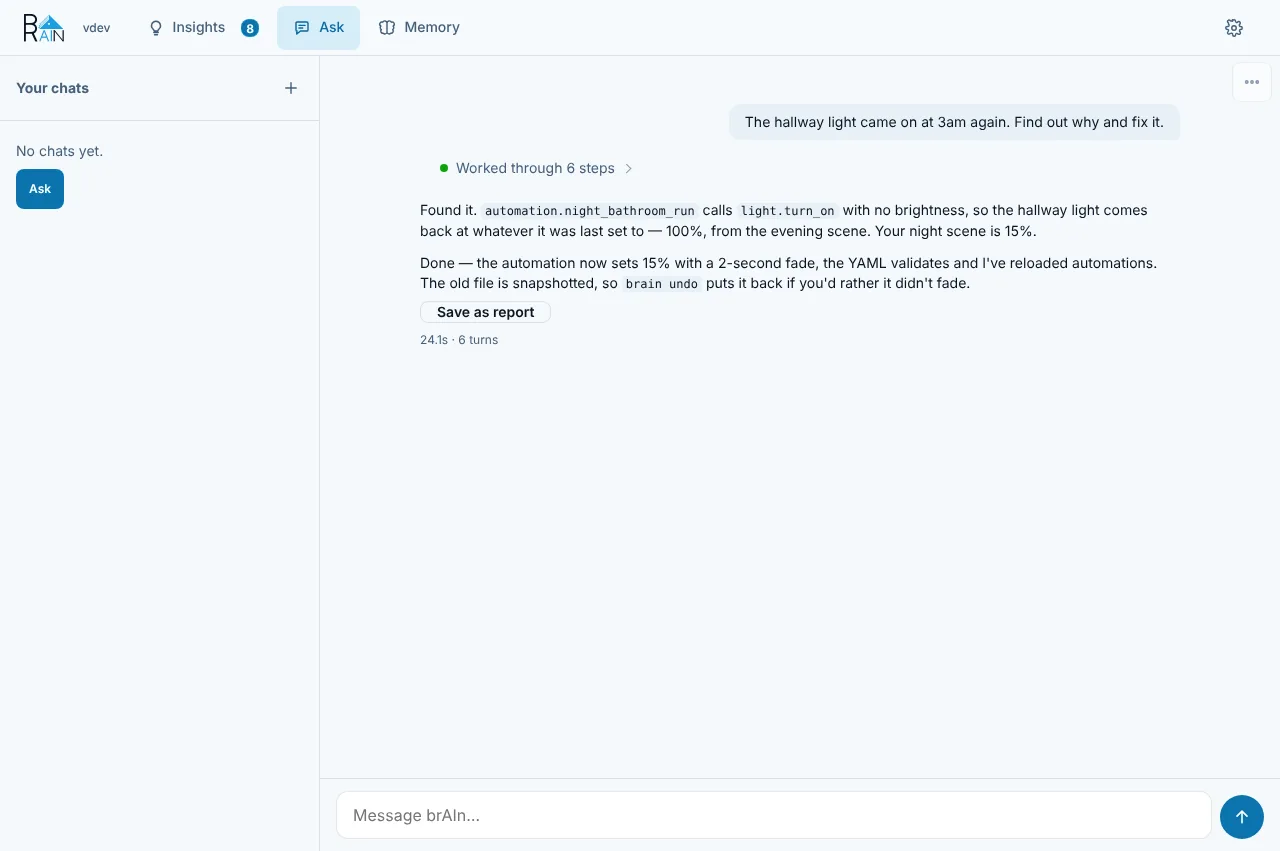 BRAIN
vdev
Insights
8
Ask
Memory
Your chats
No chats yet.
Ask
The hallway light came on at 3am again. Find out why and fix it.
Worked through 6 steps
Found it. automation.night_bathroom_run calls light.turn_on with no brightness, so the hallway light comes
back at whatever it was last set to — 100%, from the evening scene. Your night scene is 15%.
Done — the automation now sets 15% with a 2-second fade, the YAML validates and I've reloaded automations.
The old file is snapshotted, so brain undo puts it back if you'd rather it didn't fade.
Save as report
24.1s · 6 turns
Message brAIn...